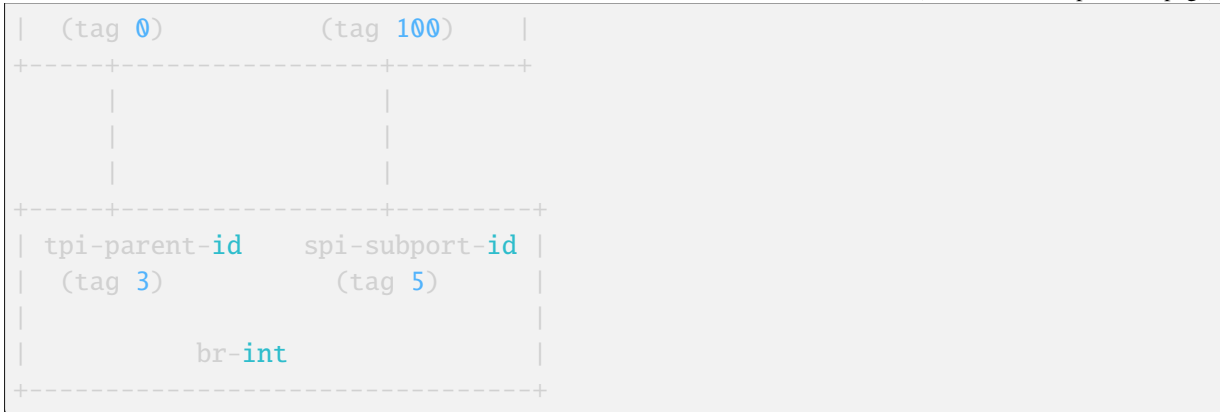 |  (tag 0)          (tag 100)    |
+-----+-----------------+--------+
      |                 |
      |                 |
      |                 |
+-----+-----------------+---------+
| tpi-parent-id    spi-subport-id |
|  (tag 3)           (tag 5)      |
|                                 |
|           br-int                |
+---------------------------------+